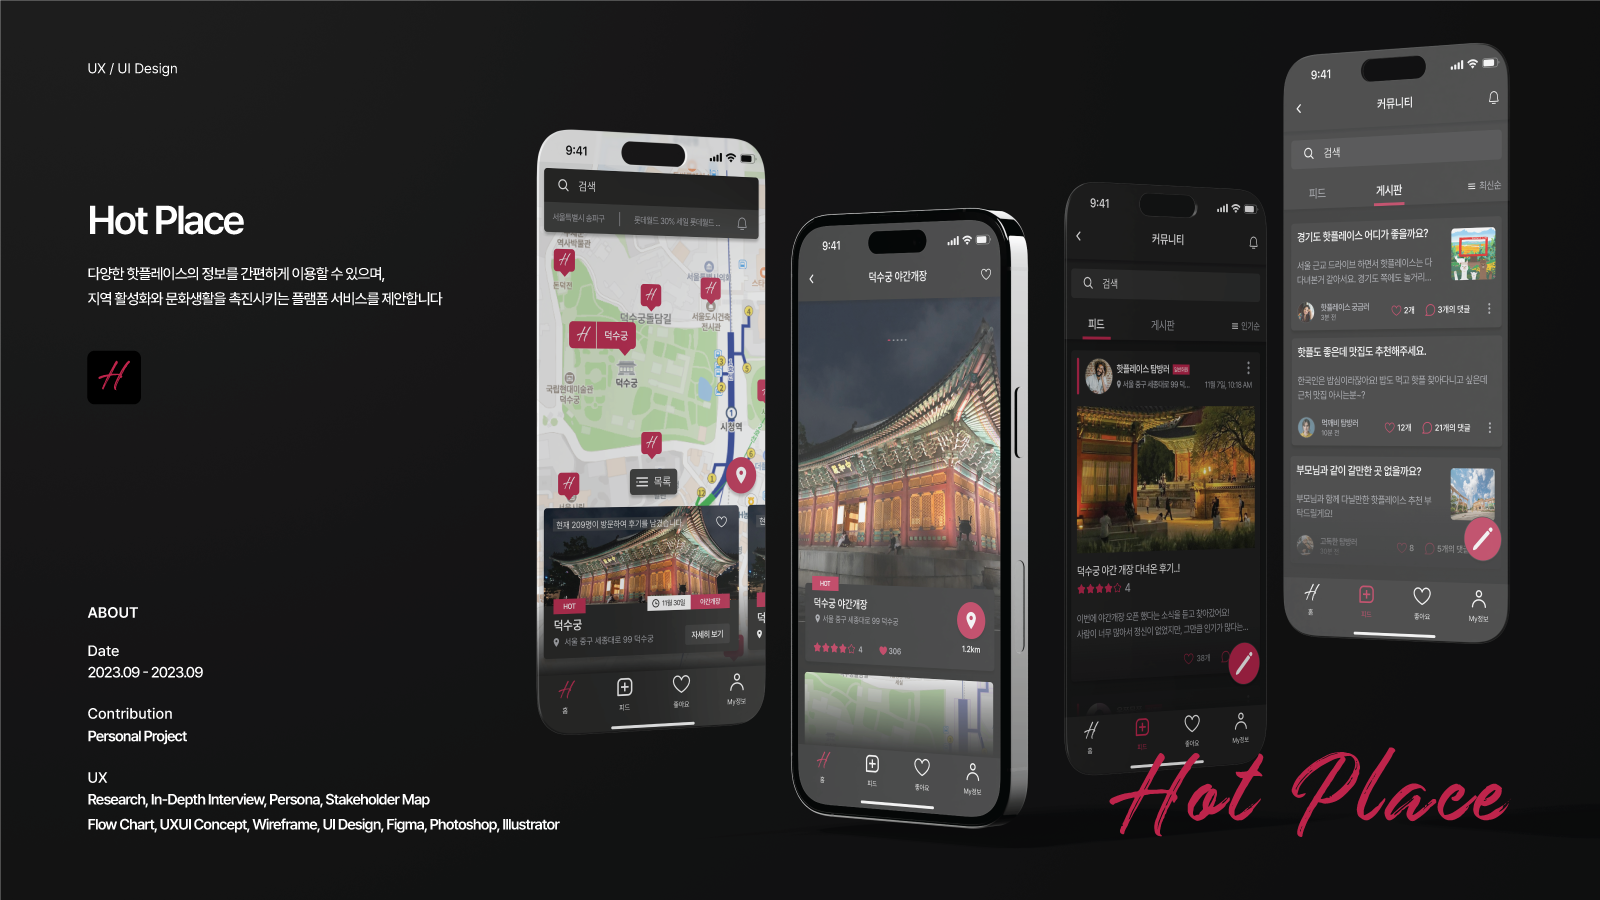 UX / UI Design
Hot Place
다양한 핫플레이스의 정보를 간편하게 이용할 수 있으며,
지역 활성화와 문화생활을 촉진시키는 플랫폼 서비스를 제안합니다
H
ABOUT
Date
2023.09 - 2023.09
Contribution
Personal Project
UX
Research, In-Depth Interview, Persona, Stakeholder Map
Flow Chart, UXUI Concept, Wireframe, UI Design, Figma, Photoshop, Illustrator
9:41
검색
서울특별시 송파구
롯데월드 30% 세일 롯데월드 ...
역사박물관
돈덕전
덕수궁돌담길
서울도시건축
전시관
H 덕수궁
덕수궁
국립현대미술관
덕수궁
시청역
목록
현재 209명이 방문하여 후기를 남겼습니다
HOT
11월 30일
야간개장
덕수궁
서울 중구 세종대로 99 덕수궁
자세히 보기
홈
피드
좋아요
My정보
9:41
덕수궁 야간개장
HOT
덕수궁 야간개장
서울 중구 세종대로 99 덕수궁
4
306
1.2km
홈
피드
좋아요
My정보
9:41
커뮤니티
검색
피드
게시판
인기순
핫플레이스 탐방러
서울 중구 세종대로 99 덕...
11월 7일, 10:18 AM
덕수궁 야간 개장 다녀온 후기..!
4
이번에 야간개장 오픈 했다는 소식을 듣고 찾아갔어요!
사람이 너무 많아서 정신이 없었지만, 그만큼 인기가 많다는...
38개
홈
피드
좋아요
My정보
9:41
커뮤니티
검색
피드
게시판
최신순
경기도 핫플레이스 어디가 좋을까요?
서울 근교 드라이브 하면서 핫플레이스는 다
다녀본거 같아서요. 경기도 쪽에도 놀거리...
핫플레이스 궁금러
3분 전
2개
3개의 댓글
핫플도 좋은데 맛집도 추천해주세요.
한국인은 밥심이라잖아요! 밥도 먹고 핫플 찾아다니고 싶은데
근처 맛집 아시는분~?
먹깨비 탐방러
10분 전
12개
21개의 댓글
부모님과 같이 갈만한 곳 없을까요?
부모님과 함께 다닐만한 핫플레이스 추천 부
탁드릴게요!
고독한 탐방러
8
5개의 댓글
홈
피드
좋아요
My정보
Hot Place